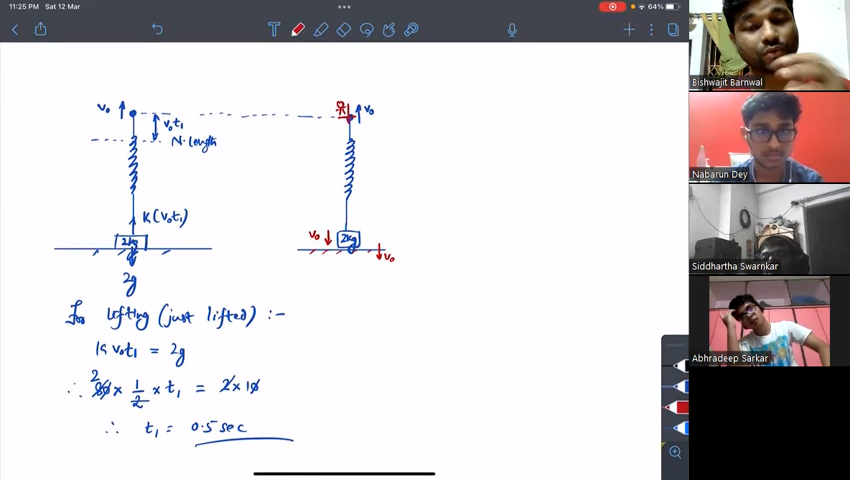 11:25 PM Sat 12 Mar
64%
v₀
v₀t₁
N. length
v₀
K(v₀t₁)
2kg
2g
v₀
2kg
v₀
For lifting (just lifted) :-
K v₀t₁ = 2g
2
∴ 80 × 1/2 × t₁ = 2 × 10
∴ t₁ = 0.5 sec
Bishwajit Barnwal
Nabarun Dey
Siddhartha Swarnkar
Abhradeep Sarkar